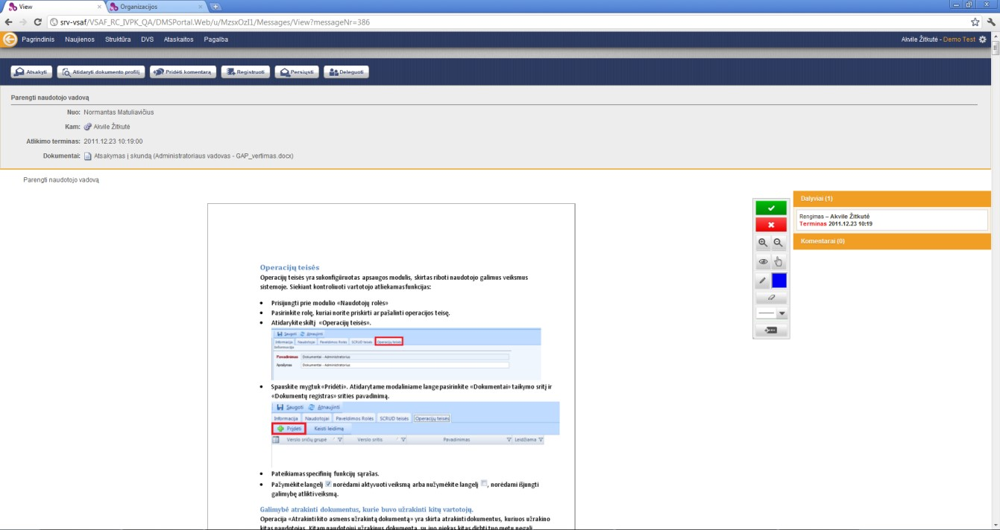 View
Organizacijos
srv-vsaf/VSAF_RC_IVPK_QA/DMSPortal.Web/u/MzsxOzI1/Messages/View?messageNr=386
Pagrindinis Naujienos Struktūra DVS Ataskaitos Pagalba
Akvile Žitkutė - Demo Test
Atsakyti Atidaryti dokumento profilį Pridėti komentarą Registruoti Persiųsti Deleguoti
Parengti naudotojo vadovą
Nuo: Normantas Matuliavičius
Kam: Akvile Žitkutė
Atlikimo terminas: 2011.12.23 10:19:00
Dokumentai: Atsakymas į skundą (Administratoriaus vadovas - GAP_vertimas.docx)
Parengti naudotojo vadovą
Dalyviai (1)
Rengimas – Akvile Žitkutė
Terminas 2011.12.23 10:19
Komentarai (0)
Operacijų teisės
Operacijų teisės yra sukonfigūruotas apsaugos modulis, skirtas riboti naudotojo galimus veiksmus
sistemoje. Siekiant kontroliuoti vartotojo atliekamas funkcijas:
• Prisijungti prie modulio «Naudotojų rolės»
• Pasirinkite rolę, kuriai norite priskirti ar pašalinti operacijos teisę.
• Atidarykite skiltį «Operacijų teisės».
Saugoti Atnaujinti
Informacija Naudotojai Paveldimos Rolės SCRUD teisės Operacijų teisės
Informacija
Pavadinimas Dokumentai - Administratorius
Aprašymas Dokumentai - Administratorius
• Spauskite mygtuk «Pridėti». Atidarytame modaliniame lange pasirinkite «Dokumentai» taikymo sritį ir
«Dokumentų registras» srities pavadinimą.
Saugoti Atnaujinti
Informacija Naudotojai Paveldimos Rolės SCRUD teisės Operacijų teisės
Pridėti Keisti leidimą
Verslo sričių grupė Verslo sritis Pavadinimas Leidžiama
• Pateikiamas specifinių funkcijų sąrašas.
• Pažymėkite langelį norėdami aktyvuoti veiksmą arba nužymėkite langelį , norėdami išjungti
galimybę atlikti veiksmą.
Galimybė atrakinti dokumentus, kurie buvo užrakinti kitų vartotojų.
Operacija «Atrakinti kito asmens užrakintą dokumentą» yra skirta atrakinti dokumentus, kuriuos užrakino
kitas naudotojas. Kitam naudotojui užrakinus dokumentą, su juo niekas kitas dirbti tuo metu negali